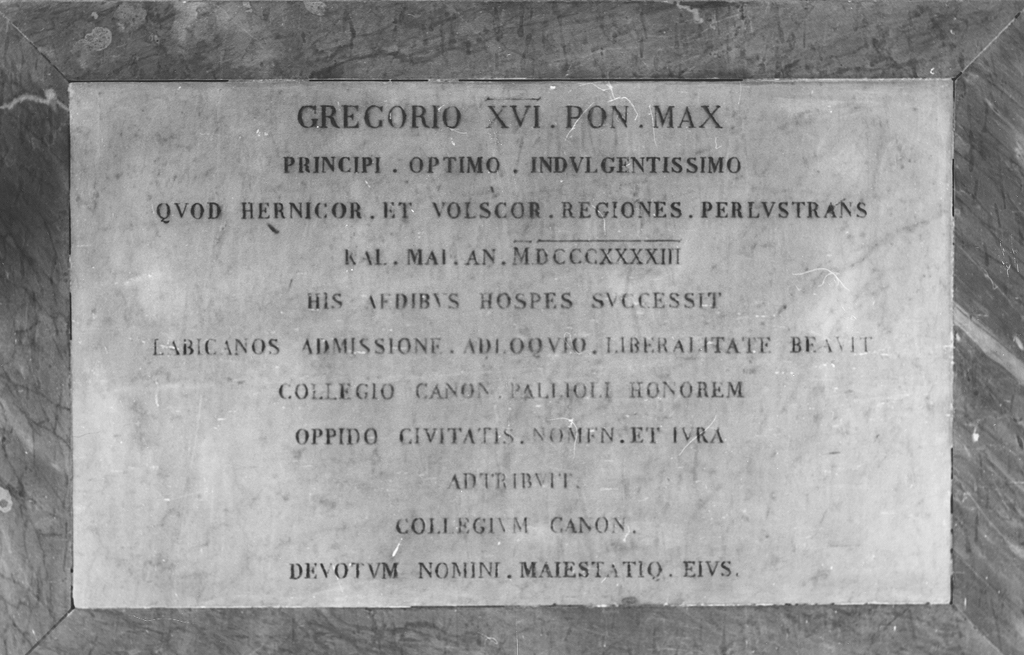 GREGORIO XVI . PON . MAX
PRINCIPI . OPTIMO . INDVLGENTISSIMO
QVOD HERNICOR . ET VOLSCOR . REGIONES . PERLVSTRANS
KAL . MAI . AN . MDCCCXXXXIII
HIS AEDIBVS HOSPES SVCCESSIT
LABICANOS ADMISSIONE . ADLOQVIO . LIBERALITATE BEAVIT
COLLEGIO CANON . PALLIOLI HONOREM
OPPIDO CIVITATIS . NOMEN . ET IVRA
ADTRIBVIT .
COLLEGIVM CANON .
DEVOTVM NOMINI . MAIESTATIQ . EIVS .